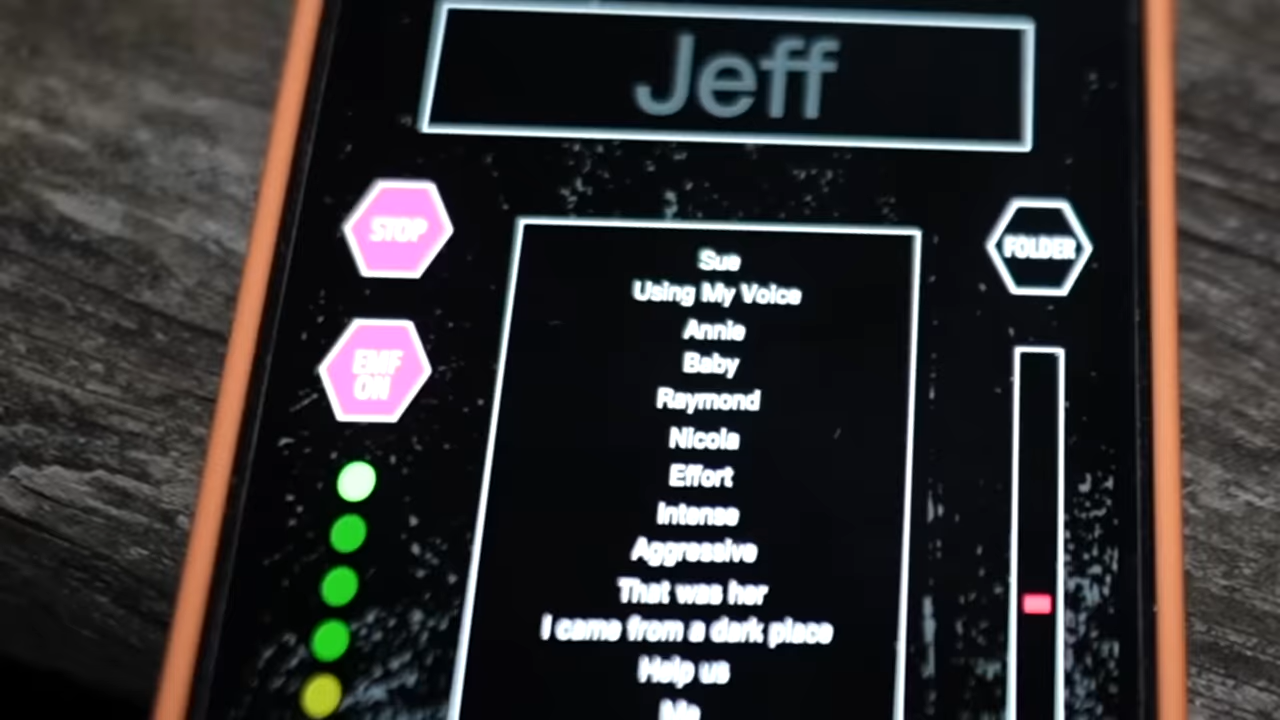 Jeff
STOP
FOLDER
EMF
ON
Sue
Using My Voice
Annie
Baby
Raymond
Nicola
Effort
Intense
Aggressive
That was her
I came from a dark place
Help us